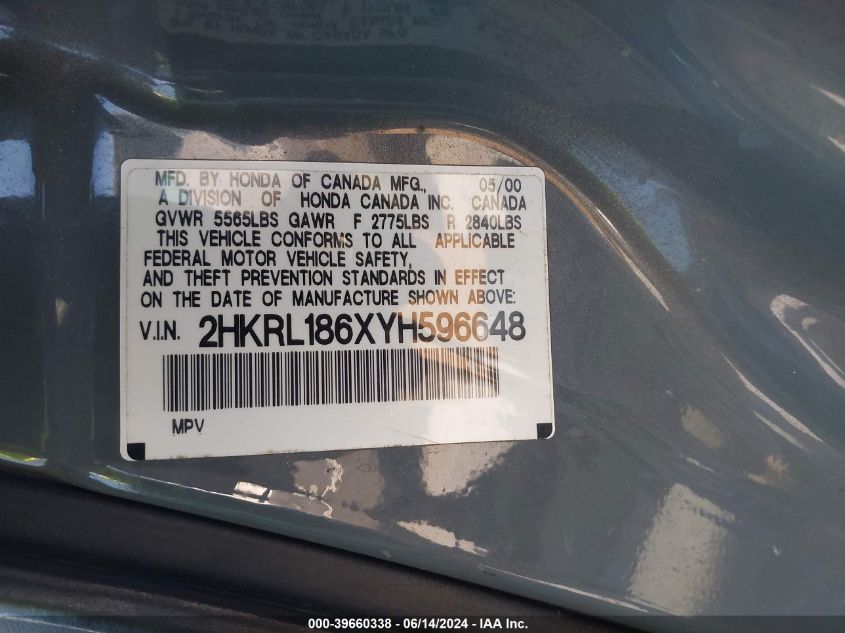 MFD. BY HONDA OF CANADA MFG., 05/00
A DIVISION OF HONDA CANADA INC, CANADA
GVWR 5565LBS GAWR F 2775LBS R 2840LBS
THIS VEHICLE CONFORMS TO ALL APPLICABLE
FEDERAL MOTOR VEHICLE SAFETY,
AND THEFT PREVENTION STANDARDS IN EFFECT
ON THE DATE OF MANUFACTURE SHOWN ABOVE:
V.I.N. 2HKRL186XYH596648
MPV
000-39660338 - 06/14/2024 - IAA Inc.